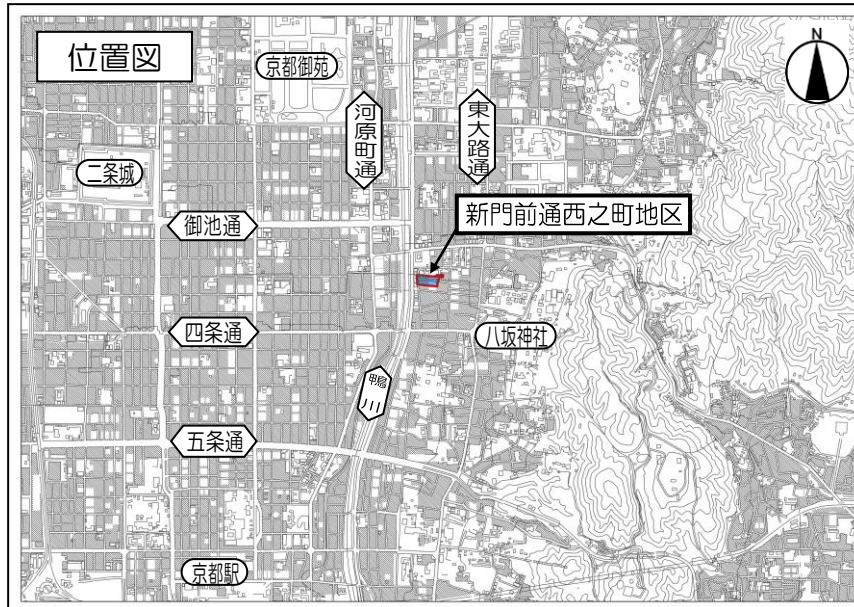 位置図
N
京都御苑
河原町通
東大路通
二条城
御池通
新門前通西之町地区
四条通
八坂神社
鴨川
五条通
京都駅